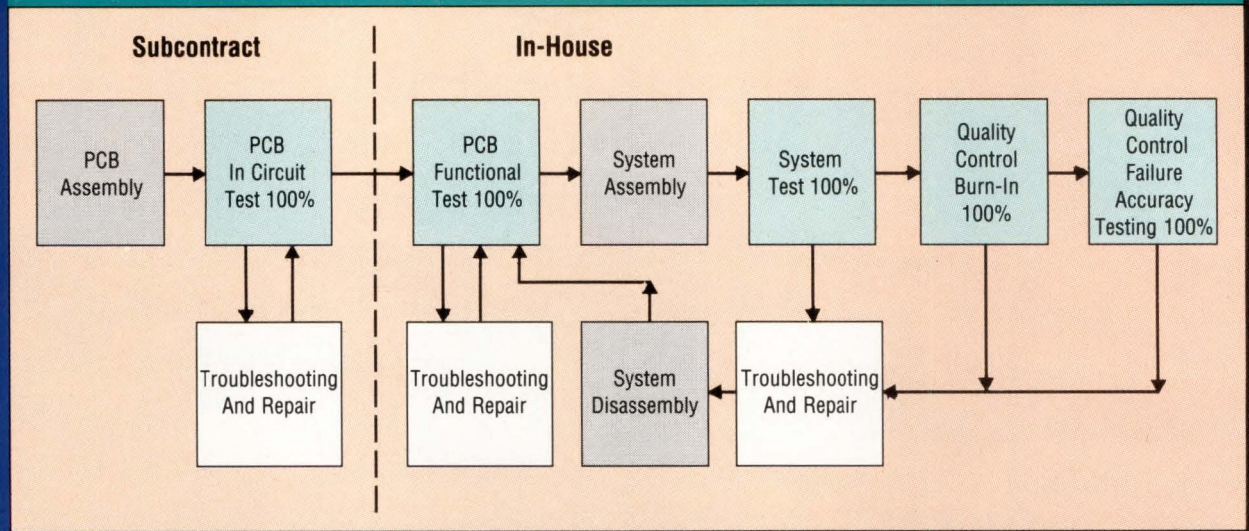 Subcontract
In-House
PCB
Assembly
PCB
In Circuit
Test 100%
PCB
Functional
Test 100%
System
Assembly
System
Test 100%
Quality
Control
Burn-In
100%
Quality
Control
Failure
Accuracy
Testing 100%
Troubleshooting
And Repair
Troubleshooting
And Repair
System
Disassembly
Troubleshooting
And Repair